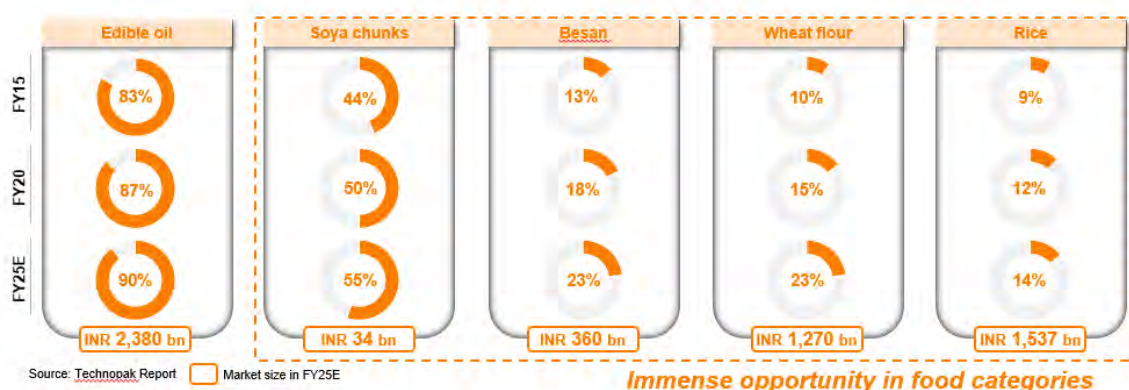 Edible oil
Soya chunks
Besan
Wheat flour
Rice
FY15
83%
44%
13%
10%
9%
FY20
87%
50%
18%
15%
12%
FY25E
90%
55%
23%
23%
14%
INR 2,380 bn
INR 34 bn
INR 360 bn
INR 1,270 bn
INR 1,537 bn
Source: Technopak Report
Market size in FY25E
Immense opportunity in food categories